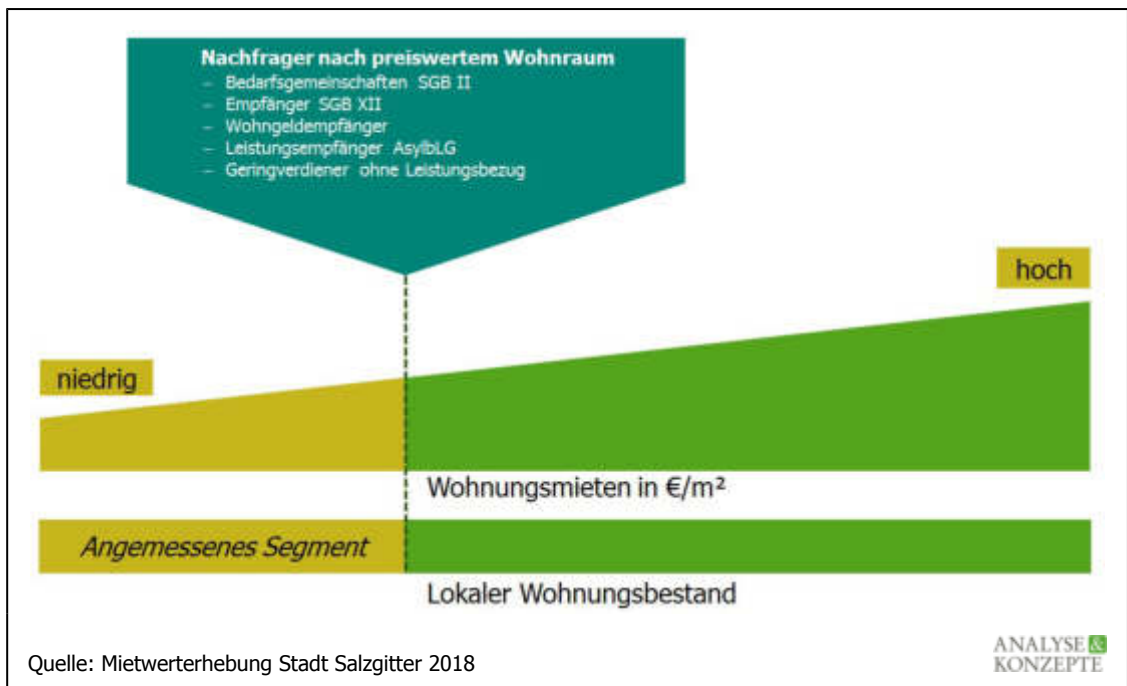 Nachfrager nach preiswertem Wohnraum
– Bedarfsgemeinschaften SGB II
– Empfänger SGB XII
– Wohngeldempfänger
– Leistungsempfänger AsylbLG
– Geringverdiener ohne Leistungsbezug
hoch
niedrig
Wohnungsmieten in €/m²
Angemessenes Segment
Lokaler Wohnungsbestand
Quelle: Mietwerterhebung Stadt Salzgitter 2018
ANALYSE &
KONZEPTE